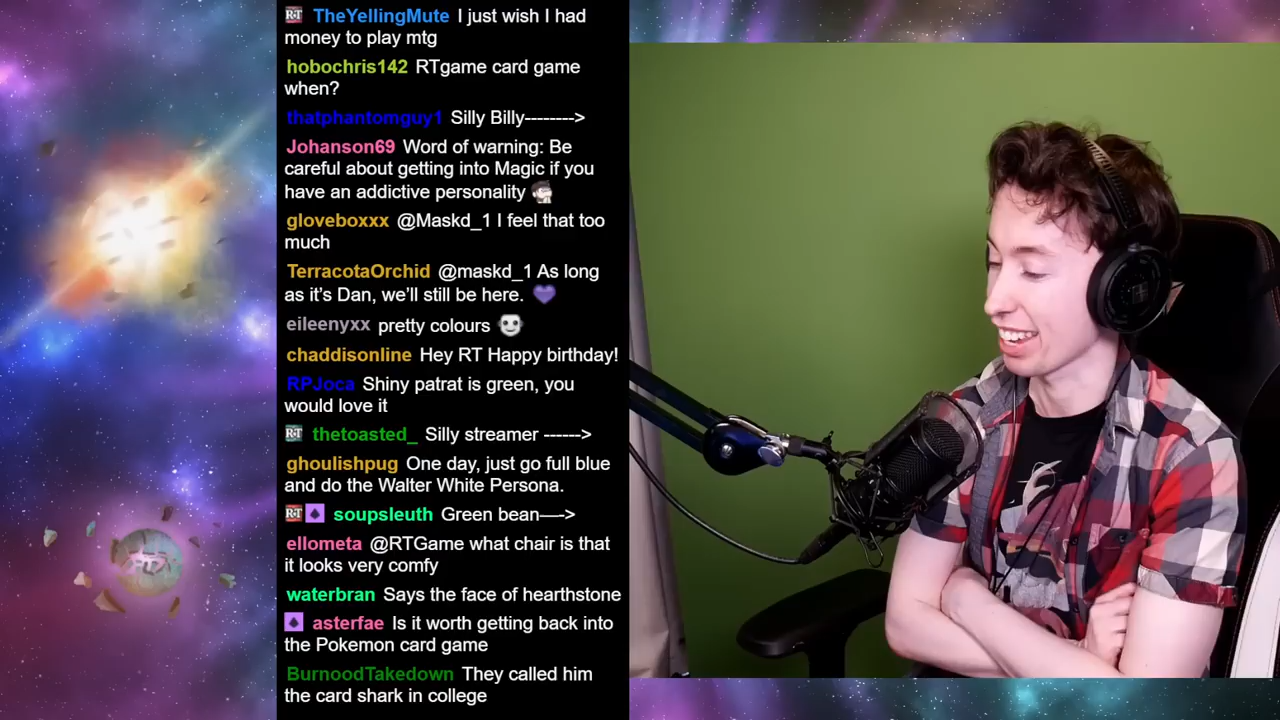 RT TheYellingMute I just wish I had
money to play mtg
hobochris142 RTgame card game
when?
thatphantomguy1 Silly Billy-------->
Johanson69 Word of warning: Be
careful about getting into Magic if you
have an addictive personality
gloveboxxx @Maskd_1 I feel that too
much
TerracotaOrchid @maskd_1 As long
as it’s Dan, we’ll still be here.
eileenyxx pretty colours
chaddisonline Hey RT Happy birthday!
RPJoca Shiny patrat is green, you
would love it
RT thetoasted_ Silly streamer ------>
ghoulishpug One day, just go full blue
and do the Walter White Persona.
RT soupsleuth Green bean—->
ellometa @RTGame what chair is that
it looks very comfy
waterbran Says the face of hearthstone
asterfae Is it worth getting back into
the Pokemon card game
BurnoodTakedown They called him
the card shark in college